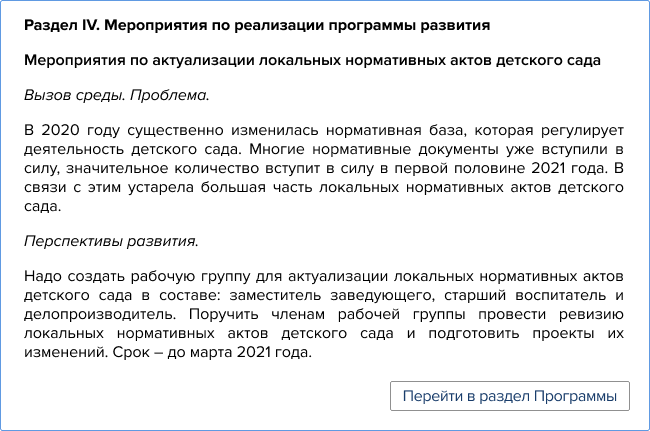 Раздел IV. Мероприятия по реализации программы развития
Мероприятия по актуализации локальных нормативных актов детского сада
Вызов среды. Проблема.
В 2020 году существенно изменилась нормативная база, которая регулирует
деятельность детского сада. Многие нормативные документы уже вступили в
силу, значительное количество вступит в силу в первой половине 2021 года. В
связи с этим устарела большая часть локальных нормативных актов детского
сада.
Перспективы развития.
Надо создать рабочую группу для актуализации локальных нормативных актов
детского сада в составе: заместитель заведующего, старший воспитатель и
делопроизводитель. Поручить членам рабочей группы провести ревизию
локальных нормативных актов детского сада и подготовить проекты их
изменений. Срок – до марта 2021 года.
Перейти в раздел Программы